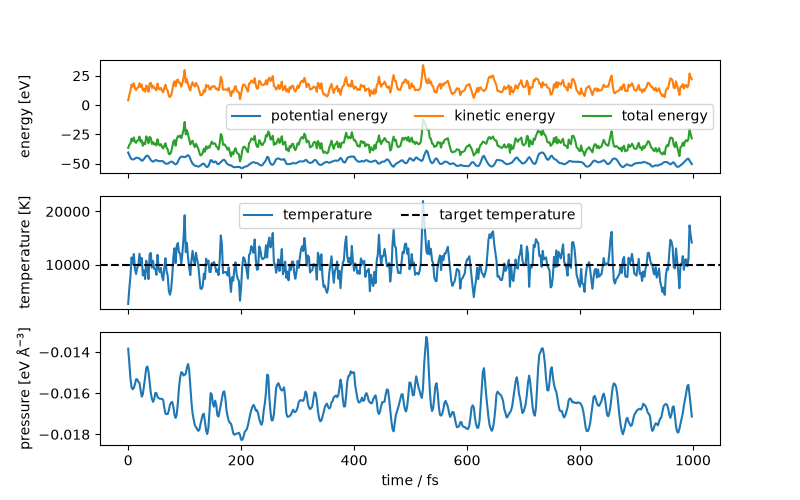 energy [eV]
25
0
−25
−50
potential energy kinetic energy total energy
temperature [K]
20000
10000
temperature target temperature
pressure [eV Å⁻³]
−0.014
−0.016
−0.018
0 200 400 600 800 1000
time / fs